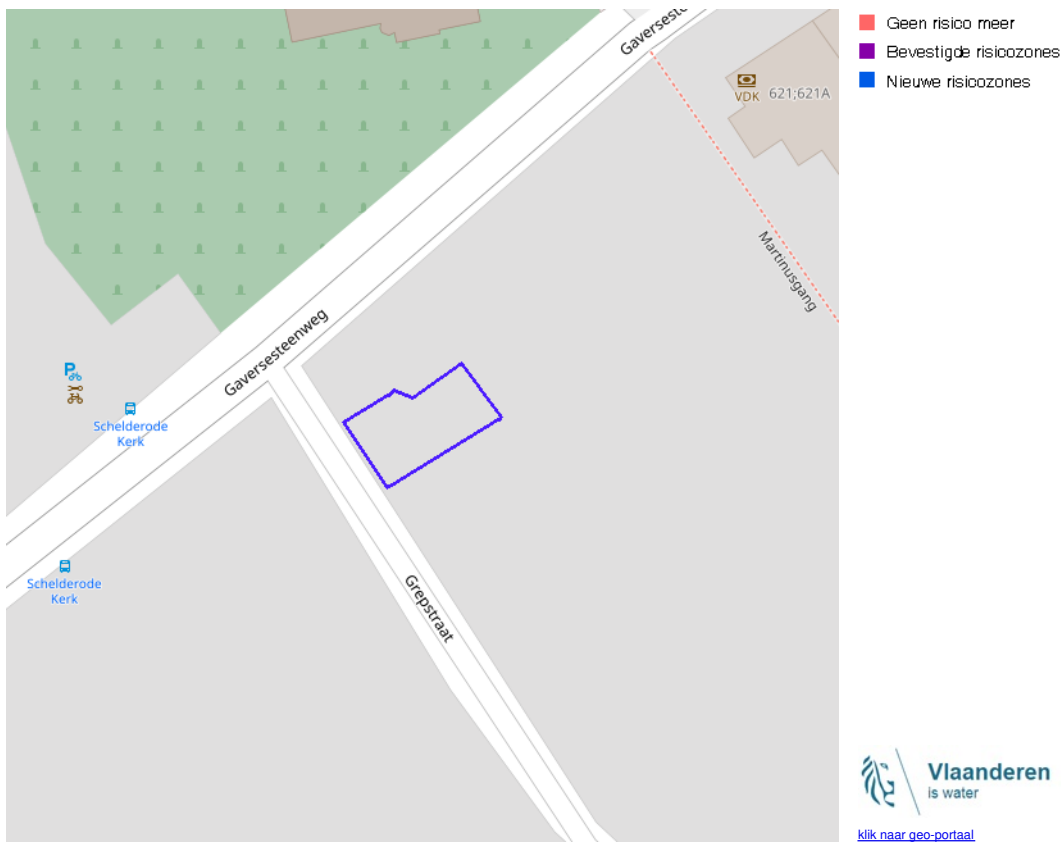 Gaverseste
VDK
621;621A
Martinusgang
Gaversesteenweg
P
Schelderode
Kerk
Schelderode
Kerk
Grepstraat
Geen risico meer
Bevestigde risicozones
Nieuwe risicozones
Vlaanderen
is water
klik naar geo-portaal